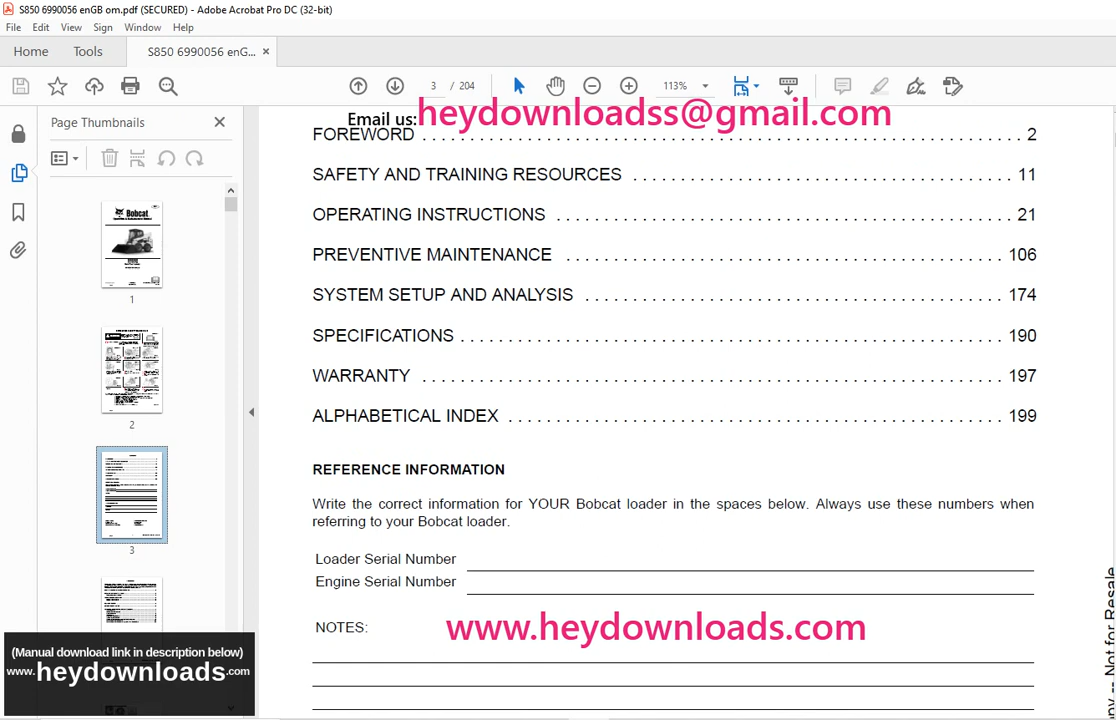 S850 6990056 enGB om.pdf (SECURED) - Adobe Acrobat Pro DC (32-bit)
File Edit View Sign Window Help
Home Tools S850 6990056 enG... ×
3 / 204 113%
Page Thumbnails
Email us:heydownloadss@gmail.com
FOREWORD . . . . . . . . . . . . . . . . . . . . . . . . . . . . . . 2
SAFETY AND TRAINING RESOURCES . . . . . . . . . . . . . . . . . . . . 11
OPERATING INSTRUCTIONS . . . . . . . . . . . . . . . . . . . . . . . . 21
PREVENTIVE MAINTENANCE . . . . . . . . . . . . . . . . . . . . . . . . 106
SYSTEM SETUP AND ANALYSIS . . . . . . . . . . . . . . . . . . . . . . 174
SPECIFICATIONS . . . . . . . . . . . . . . . . . . . . . . . . . . . . 190
WARRANTY . . . . . . . . . . . . . . . . . . . . . . . . . . . . . . 197
ALPHABETICAL INDEX . . . . . . . . . . . . . . . . . . . . . . . . . . 199
REFERENCE INFORMATION
Write the correct information for YOUR Bobcat loader in the spaces below. Always use these numbers when
referring to your Bobcat loader.
Loader Serial Number
Engine Serial Number
NOTES:
www.heydownloads.com
Bobcat
1
2
3
(Manual download link in description below)
www.heydownloads.com
py -- Not for Resale